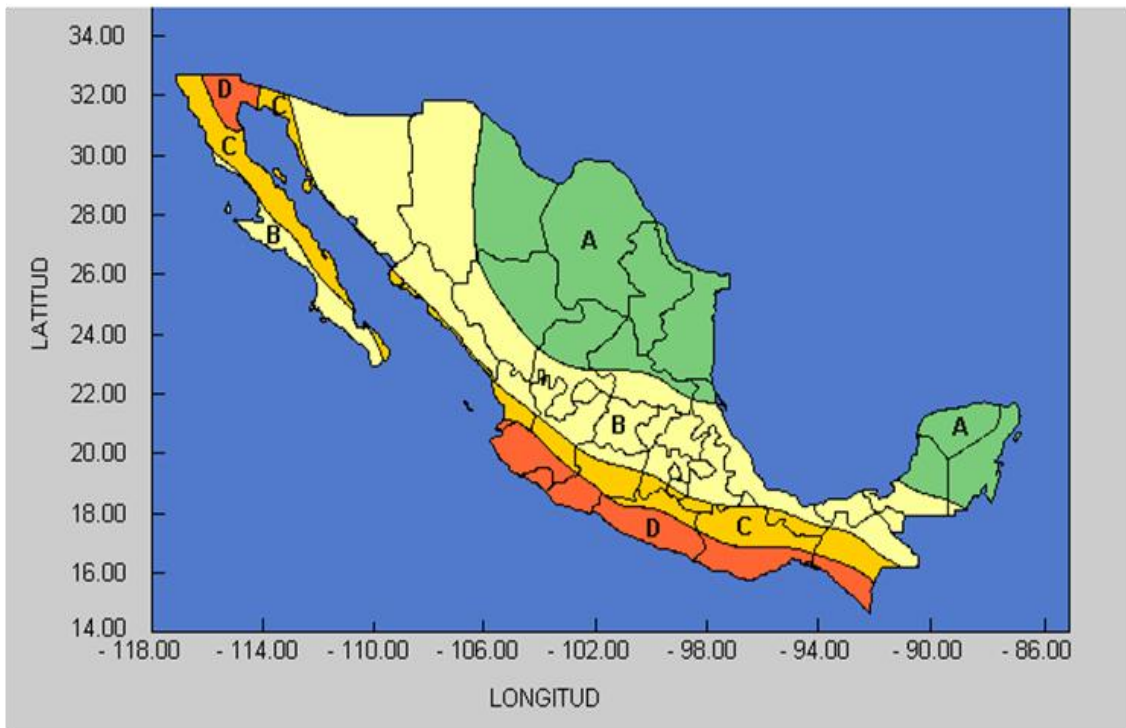 34.00
32.00
30.00
28.00
26.00
24.00
22.00
20.00
18.00
16.00
14.00
LATITUD
D
C
C
B
A
B
A
D
C
- 118.00 - 114.00 - 110.00 - 106.00 - 102.00 - 98.00 - 94.00 - 90.00 - 86.00
LONGITUD